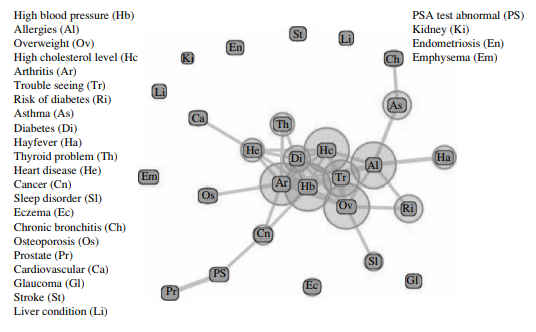 High blood pressure (Hb)
Allergies (Al)
Overweight (Ov)
High cholesterol level (Hc
Arthritis (Ar)
Trouble seeing (Tr)
Risk of diabetes (Ri)
Asthma (As)
Diabetes (Di)
Hayfever (Ha)
Thyroid problem (Th)
Heart disease (He)
Cancer (Cn)
Sleep disorder (Sl)
Eczema (Ec)
Chronic bronchitis (Ch)
Osteoporosis (Os)
Prostate (Pr)
Cardiovascular (Ca)
Glaucoma (Gl)
Stroke (St)
Liver condition (Li)
PSA test abnormal (PS)
Kidney (Ki)
Endometriosis (En)
Emphysema (Em)
St
Li
En
Ki
Ch
Li
As
Ca
Th
He
Hc
Di
Al
Ha
Em
Tr
Ar
Hb
Os
Ov
Ri
Cn
Sl
PS
Gl
Ec
Pr